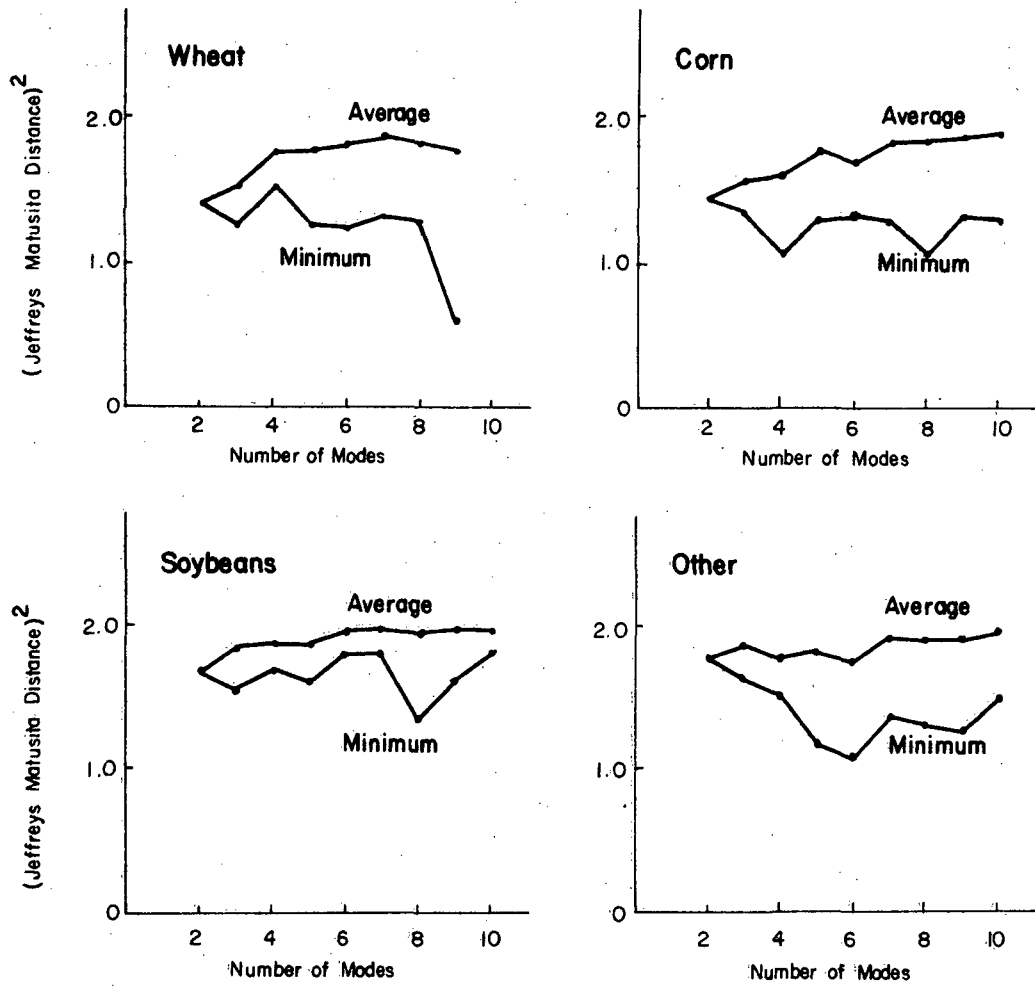 Wheat
(Jeffreys Matusita Distance)2
2.0
1.0
0
Average
Minimum
2 4 6 8 10
Number of Modes
Corn
2.0
1.0
0
Average
Minimum
2 4 6 8 10
Number of Modes
Soybeans
(Jeffreys Matusita Distance)2
2.0
1.0
0
Average
Minimum
2 4 6 8 10
Number of Modes
Other
2.0
1.0
0
Average
Minimum
2 4 6 8 10
Number of Modes